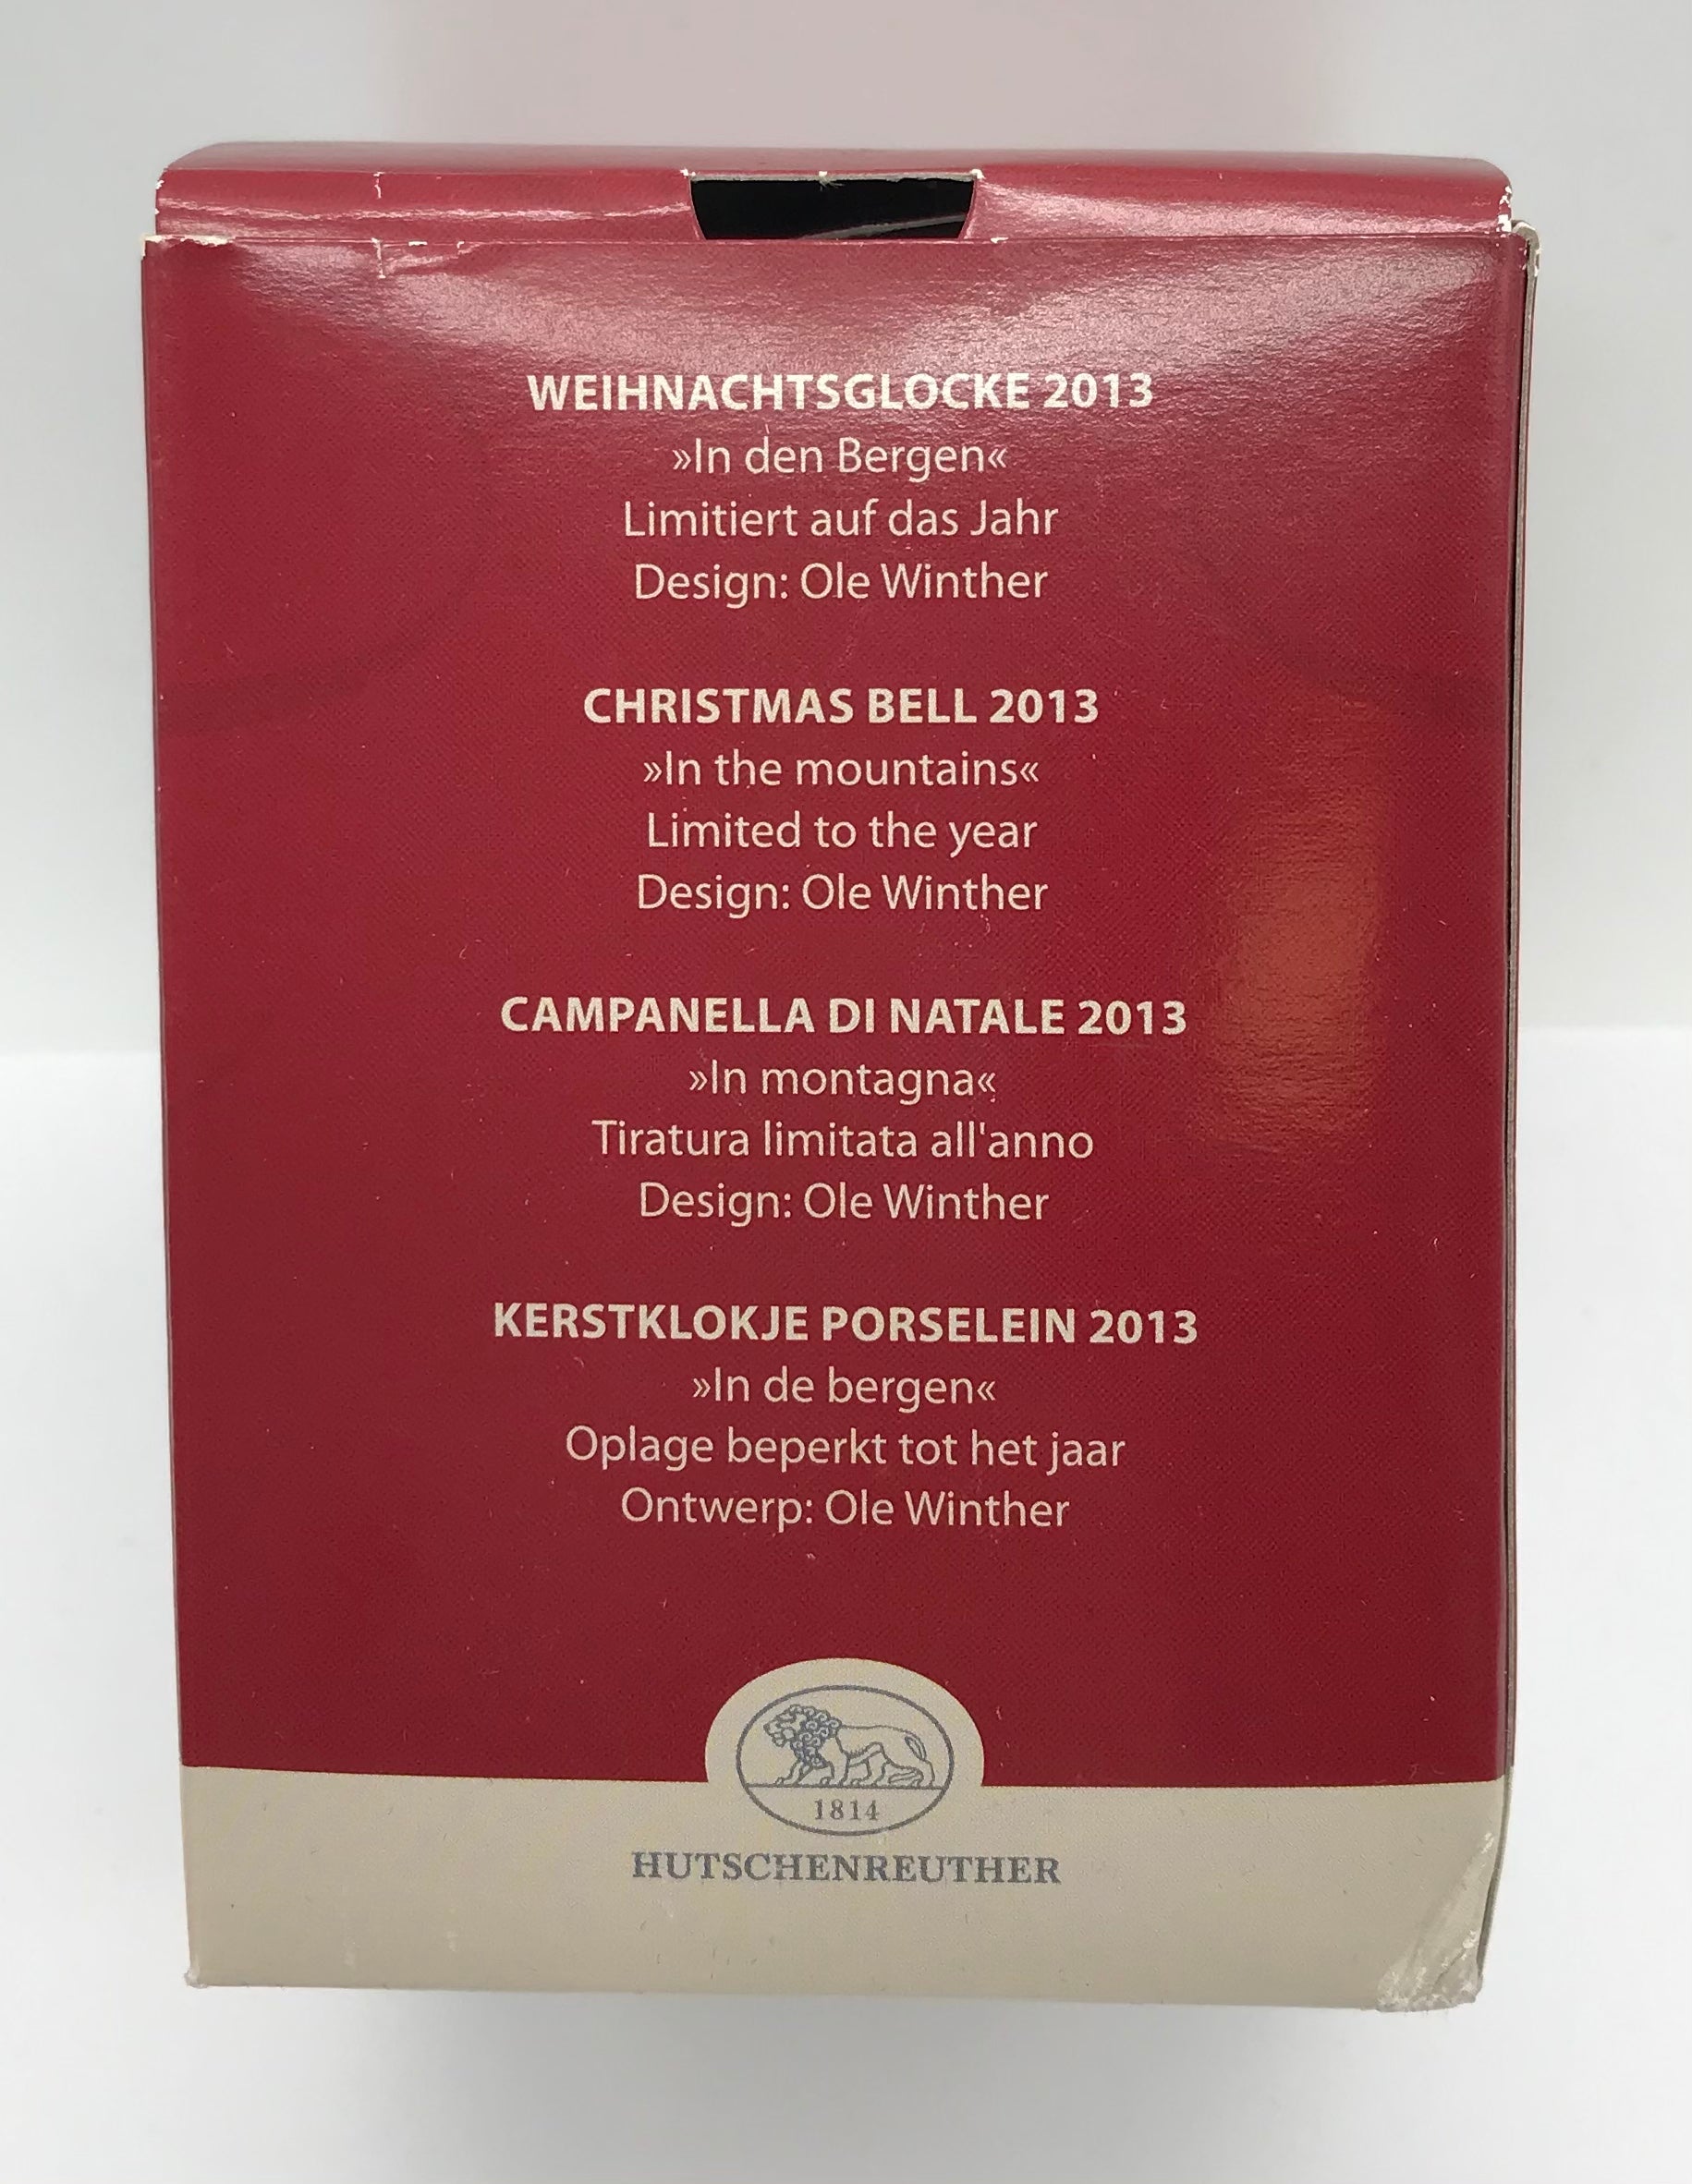 WEIHNACHTSGLOCKE 2013
»In den Bergen«
Limitiert auf das Jahr
Design: Ole Winther
CHRISTMAS BELL 2013
»In the mountains«
Limited to the year
Design: Ole Winther
CAMPANELLA DI NATALE 2013
»In montagna«
Tiratura limitata all'anno
Design: Ole Winther
KERSTKLOKJE PORSELEIN 2013
»In de bergen«
Oplage beperkt tot het jaar
Ontwerp: Ole Winther
1814
HUTSCHENREUTHER